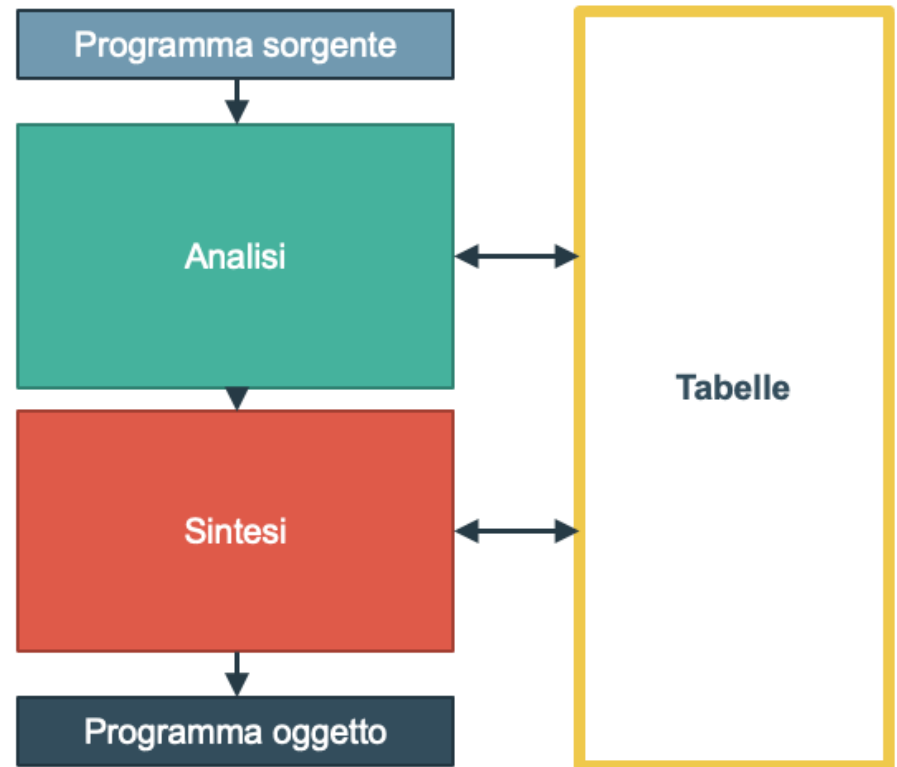 Programma sorgente
Analisi
Tabelle
Sintesi
Programma oggetto